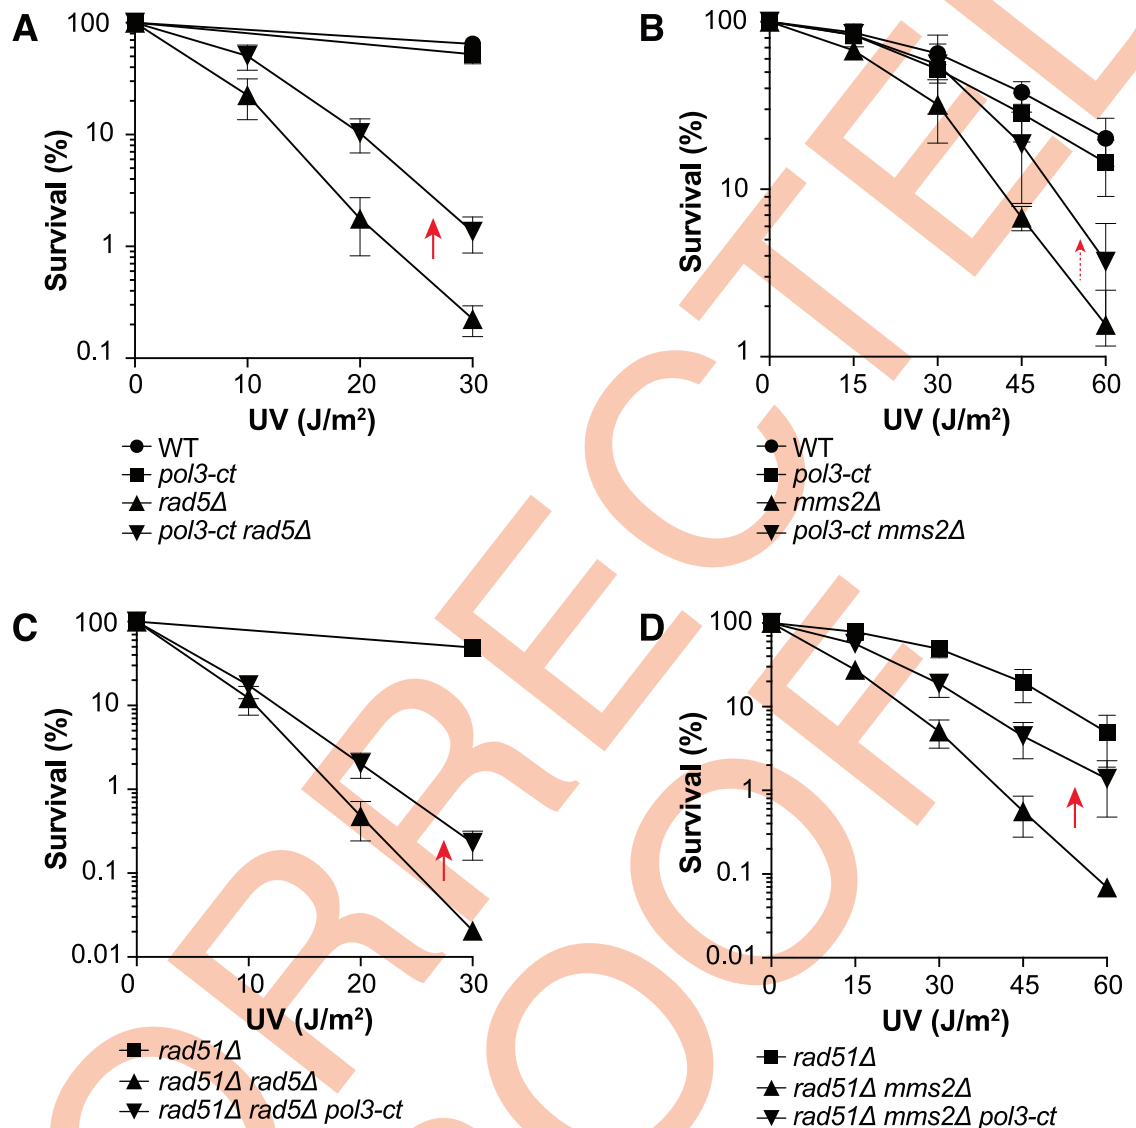 A
B
Survival (%)
100
10
1
0.1
0 10 20 30
UV (J/m²)
WT
pol3-ct
rad5Δ
pol3-ct rad5Δ
Survival (%)
100
10
1
0 15 30 45 60
UV (J/m²)
WT
pol3-ct
mms2Δ
pol3-ct mms2Δ
C
D
Survival (%)
100
10
1
0.1
0.01
0 10 20 30
UV (J/m²)
rad51Δ
rad51Δ rad5Δ
rad51Δ rad5Δ pol3-ct
Survival (%)
100
10
1
0.1
0.01
0 15 30 45 60
UV (J/m²)
rad51Δ
rad51Δ mms2Δ
rad51Δ mms2Δ pol3-ct
ORRECTE
OOF